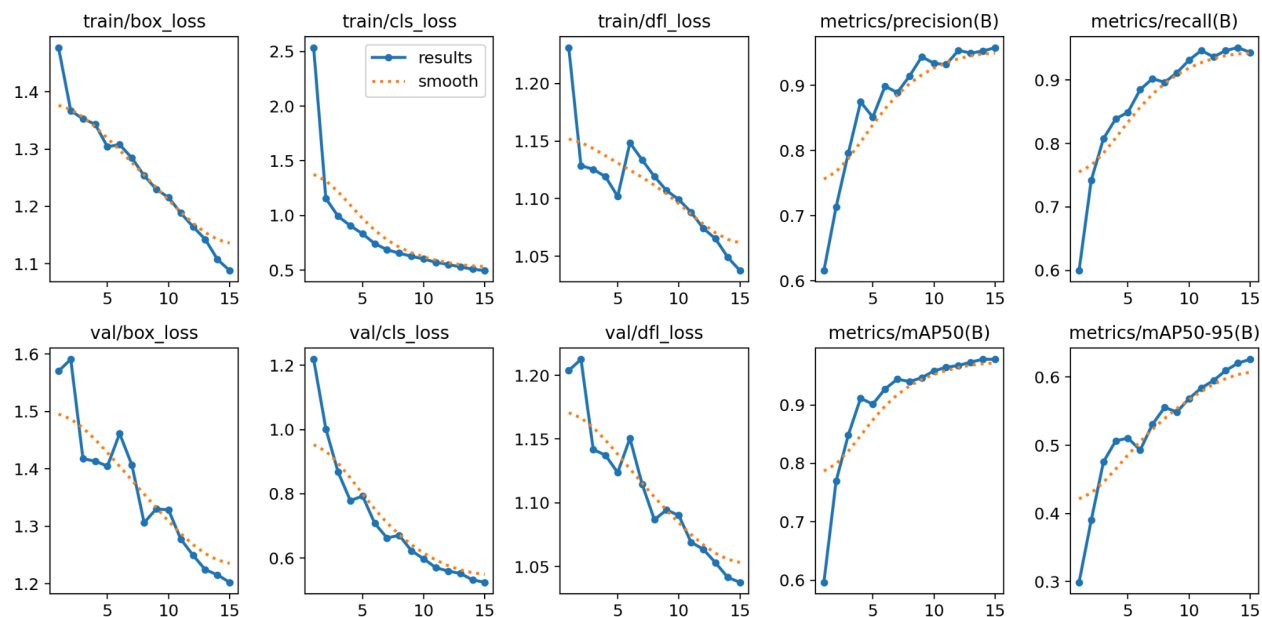 train/box_loss
1.4
1.3
1.2
1.1
5 10 15
train/cls_loss
results
smooth
2.5
2.0
1.5
1.0
0.5
5 10 15
train/dfl_loss
1.20
1.15
1.10
1.05
5 10 15
metrics/precision(B)
0.9
0.8
0.7
0.6
5 10 15
metrics/recall(B)
0.9
0.8
0.7
0.6
5 10 15
val/box_loss
1.6
1.5
1.4
1.3
1.2
5 10 15
val/cls_loss
1.2
1.0
0.8
0.6
5 10 15
val/dfl_loss
1.20
1.15
1.10
1.05
5 10 15
metrics/mAP50(B)
0.9
0.8
0.7
0.6
5 10 15
metrics/mAP50-95(B)
0.6
0.5
0.4
0.3
5 10 15